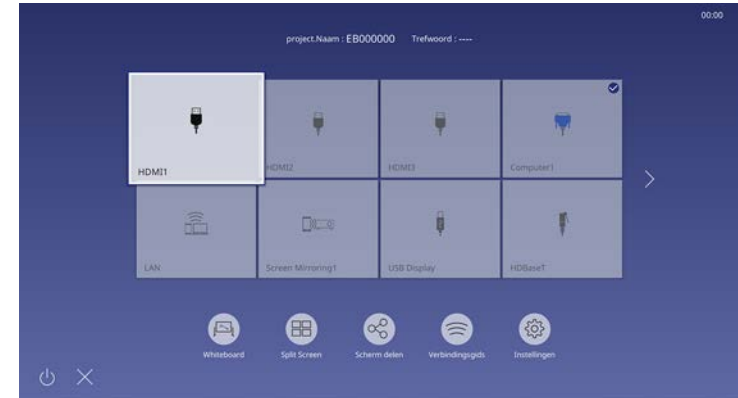 00:00
project.Naam : EB000000 Trefwoord : ----
HDMI1
HDMI2
HDMI3
Computer1
LAN
Screen Mirroring1
USB Display
HDBaseT
Whiteboard
Split Screen
Scherm delen
Verbindingsgids
Instellingen